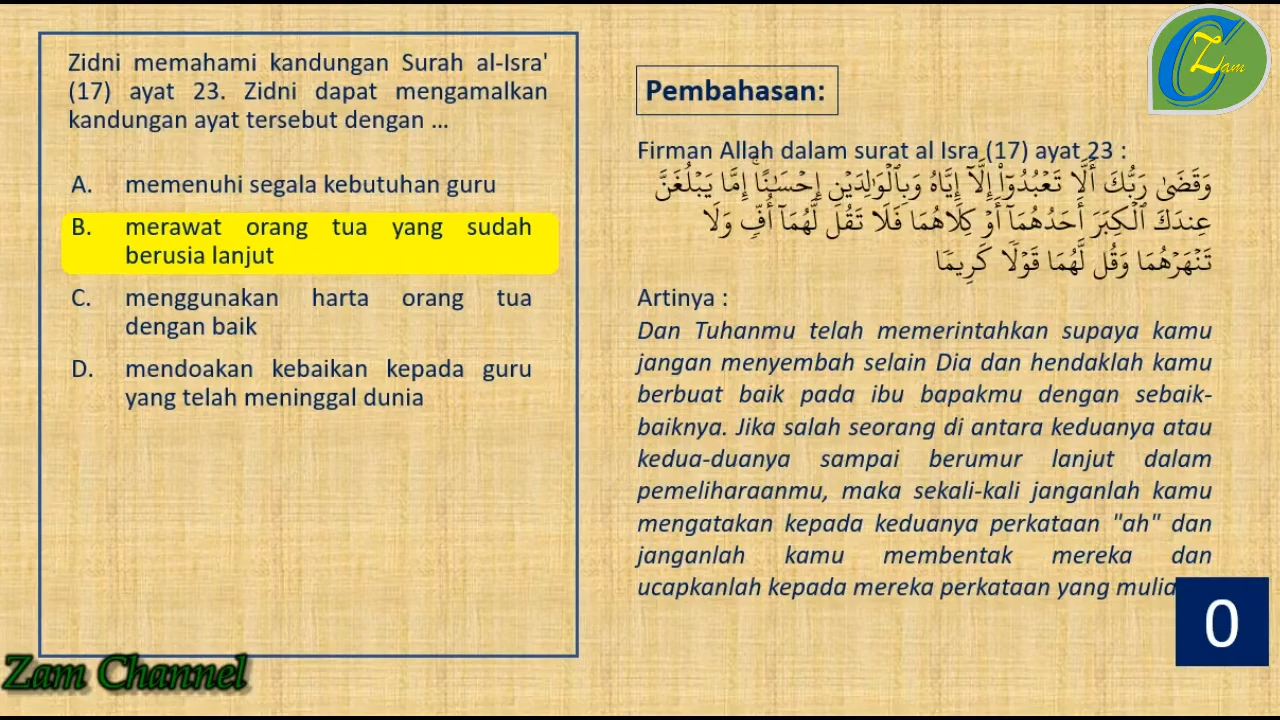 Zidni memahami kandungan Surah al-Isra'
(17) ayat 23. Zidni dapat mengamalkan
kandungan ayat tersebut dengan ...
A. memenuhi segala kebutuhan guru
B. merawat orang tua yang sudah
berusia lanjut
C. menggunakan harta orang tua
dengan baik
D. mendoakan kebaikan kepada guru
yang telah meninggal dunia
Pembahasan:
Firman Allah dalam surat al Isra (17) ayat 23 :
وَقَضَىٰ رَبُّكَ أَلَّا تَعۡبُدُوٓاْ إِلَّآ إِيَّاهُ وَبِٱلۡوَٰلِدَيۡنِ إِحۡسَٰنًاۚ إِمَّا يَبۡلُغَنَّ
عِندَكَ ٱلۡكِبَرَ أَحَدُهُمَآ أَوۡ كِلَاهُمَا فَلَا تَقُل لَّهُمَآ أُفّٖ وَلَا
تَنۡهَرۡهُمَا وَقُل لَّهُمَا قَوۡلٗا كَرِيمٗا
Artinya :
Dan Tuhanmu telah memerintahkan supaya kamu
jangan menyembah selain Dia dan hendaklah kamu
berbuat baik pada ibu bapakmu dengan sebaik-
baiknya. Jika salah seorang di antara keduanya atau
kedua-duanya sampai berumur lanjut dalam
pemeliharaanmu, maka sekali-kali janganlah kamu
mengatakan kepada keduanya perkataan "ah" dan
janganlah kamu membentak mereka dan
ucapkanlah kepada mereka perkataan yang mulia
0
Zam Channel
Zam